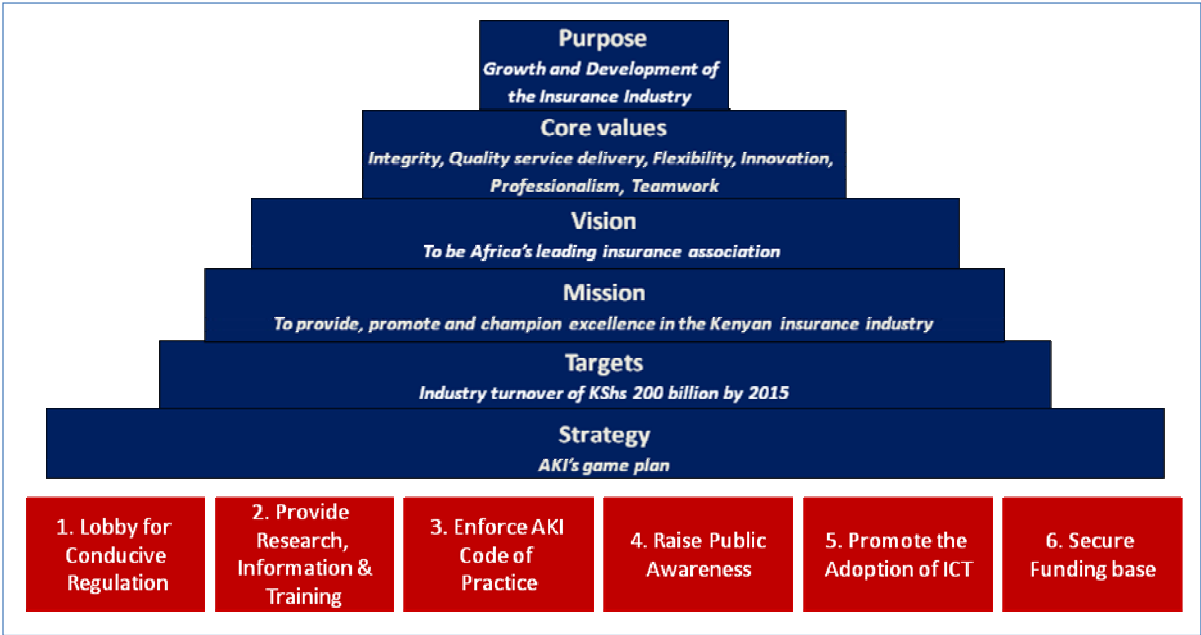 Purpose
Growth and Development of
the Insurance Industry
Core values
Integrity, Quality service delivery, Flexibility, Innovation,
Professionalism, Teamwork
Vision
To be Africa's leading insurance association
Mission
To provide, promote and champion excellence in the Kenyan insurance industry
Targets
Industry turnover of KShs 200 billion by 2015
Strategy
AKI's game plan
1. Lobby for
Conducive
Regulation
2. Provide
Research,
Information &
Training
3. Enforce AKI
Code of
Practice
4. Raise Public
Awareness
5. Promote the
Adoption of ICT
6. Secure
Funding base